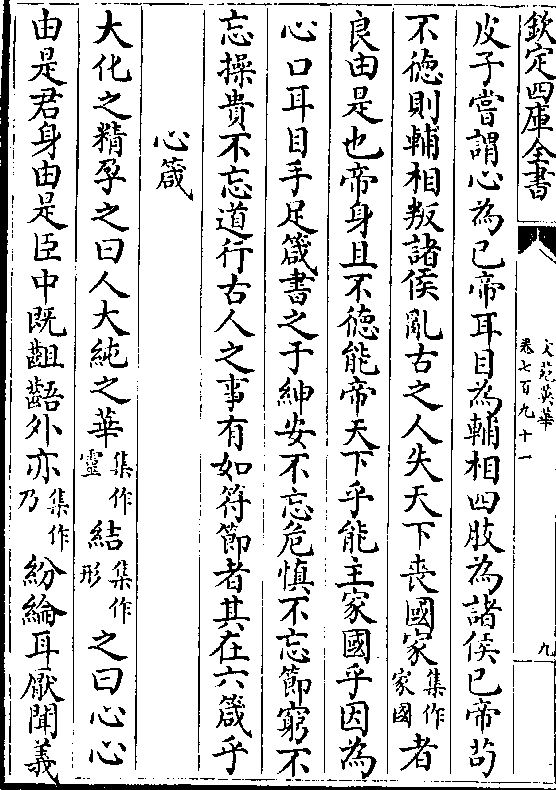 欽定四庫全書
文苑英華
卷七百九十一
九
皮子嘗謂心為已帝耳目為輔相四肢為諸侯已帝苟
不徳則輔相叛諸侯亂古之人失天下喪國家集作家國者
良由是也帝身且不徳能帝天下乎能主家國乎因為
心口耳目手足箴書之于紳安不忘危慎不忘節窮不
忘操貴不忘道行古人之事有如符節者其在六箴乎
心箴
大化之精孕之曰人大純之華集作靈結集作形之曰心心
由是君身由是臣中既齟齬外亦集作乃紛綸耳厭聞義